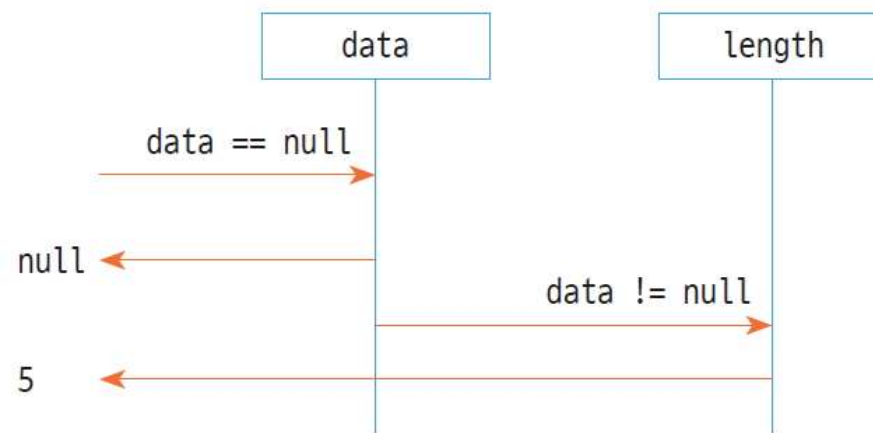 data
length
data == null
null
data != null
5